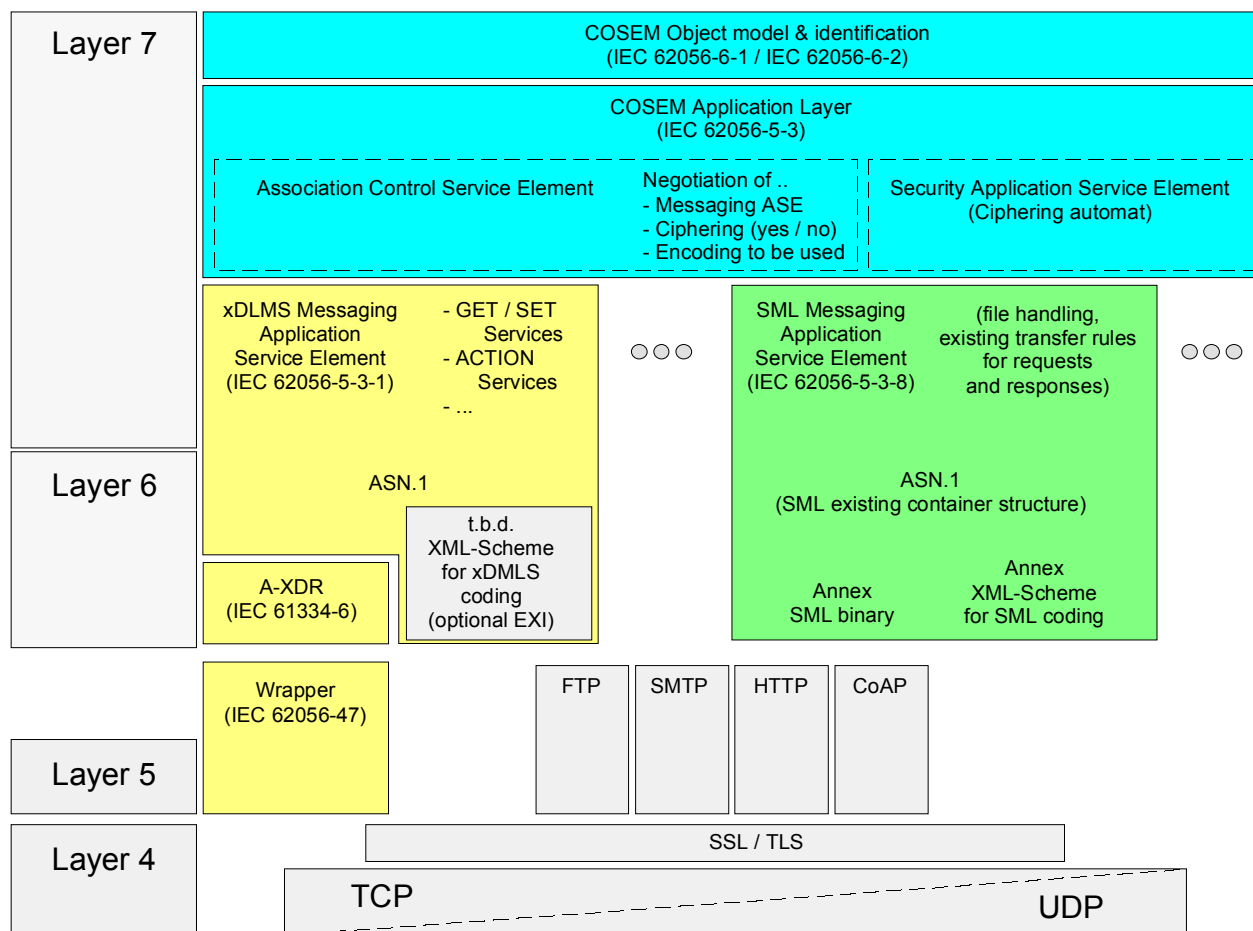 Layer 7
COSEM Object model & identification
(IEC 62056-6-1 / IEC 62056-6-2)
COSEM Application Layer
(IEC 62056-5-3)
Association Control Service Element
Negotiation of ..
- Messaging ASE
- Ciphering (yes / no)
- Encoding to be used
Security Application Service Element
(Ciphering automat)
xDLMS Messaging
Application
Service Element
(IEC 62056-5-3-1)
- GET / SET
Services
- ACTION
Services
- ...
SML Messaging
Application
Service Element
(IEC 62056-5-3-8)
(file handling,
existing transfer rules
for requests
and responses)
Layer 6
ASN.1
t.b.d.
XML-Scheme
for xDMLS
coding
(optional EXI)
A-XDR
(IEC 61334-6)
ASN.1
(SML existing container structure)
Annex
SML binary
Annex
XML-Scheme
for SML coding
Wrapper
(IEC 62056-47)
FTP
SMTP
HTTP
CoAP
Layer 5
Layer 4
SSL / TLS
TCP
UDP